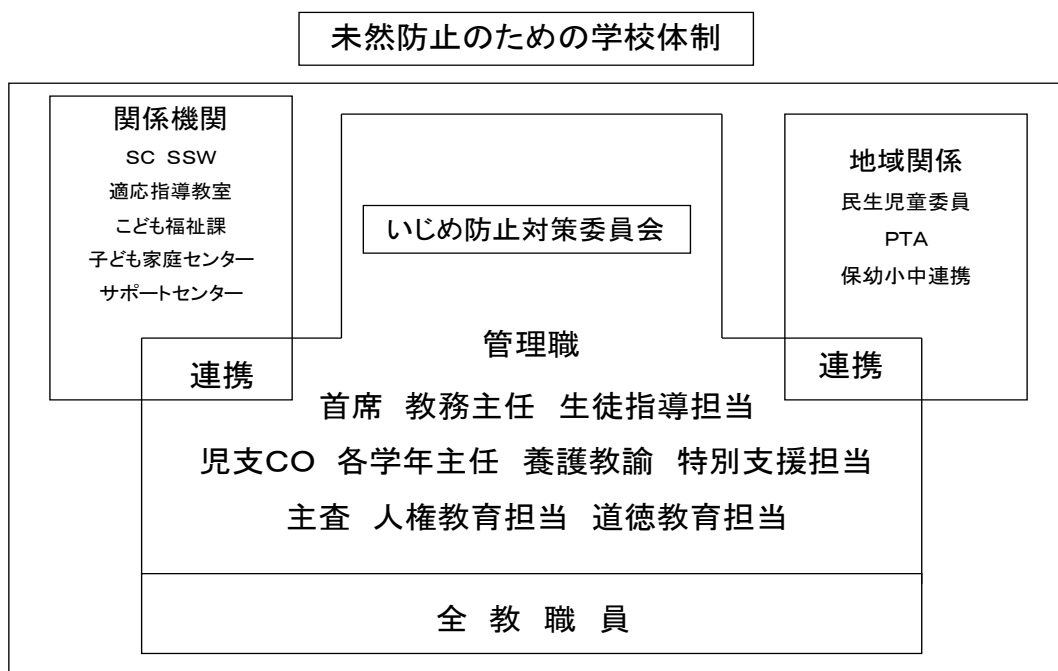 未然防止のための学校体制
関係機関
SC SSW
適応指導教室
こども福祉課
子ども家庭センター
サポートセンター
連携
いじめ防止対策委員会
管理職
首席 教務主任 生徒指導担当
児支CO 各学年主任 養護教諭 特別支援担当
主査 人権教育担当 道徳教育担当
全 教 職 員
地域関係
民生児童委員
PTA
保幼小中連携
連携